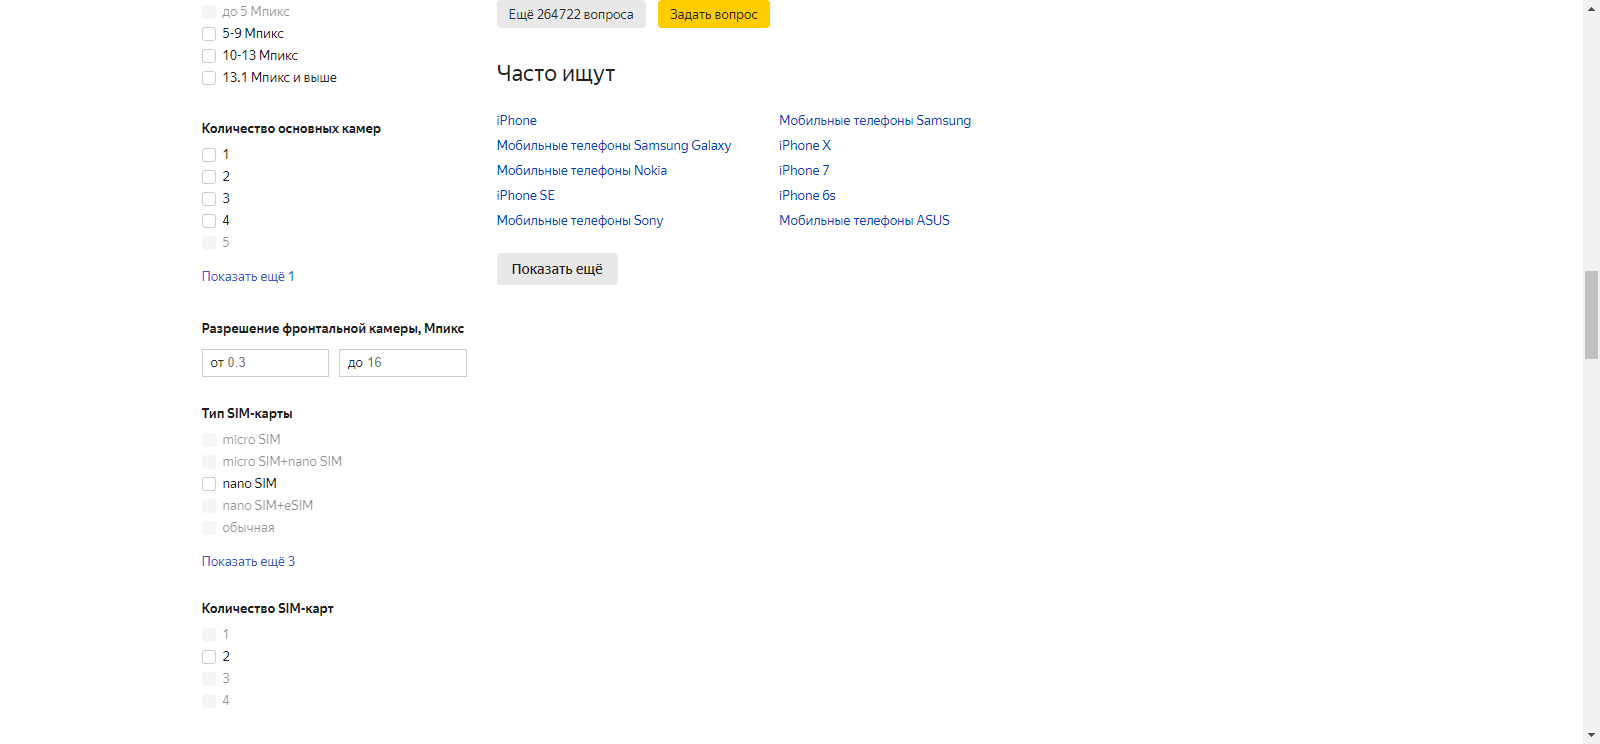 до 5 Мпикс
5-9 Мпикс
10-13 Мпикс
13.1 Мпикс и выше
Количество основных камер
1
2
3
4
5
Показать ещё 1
Разрешение фронтальной камеры, Мпикс
от 0.3
до 16
Тип SIM-карты
micro SIM
micro SIM+nano SIM
nano SIM
nano SIM+eSIM
обычная
Показать ещё 3
Количество SIM-карт
1
2
3
4
Ещё 264722 вопроса
Задать вопрос
Часто ищут
iPhone
Мобильные телефоны Samsung Galaxy
Мобильные телефоны Nokia
iPhone SE
Мобильные телефоны Sony
Мобильные телефоны Samsung
iPhone X
iPhone 7
iPhone 6s
Мобильные телефоны ASUS
Показать ещё